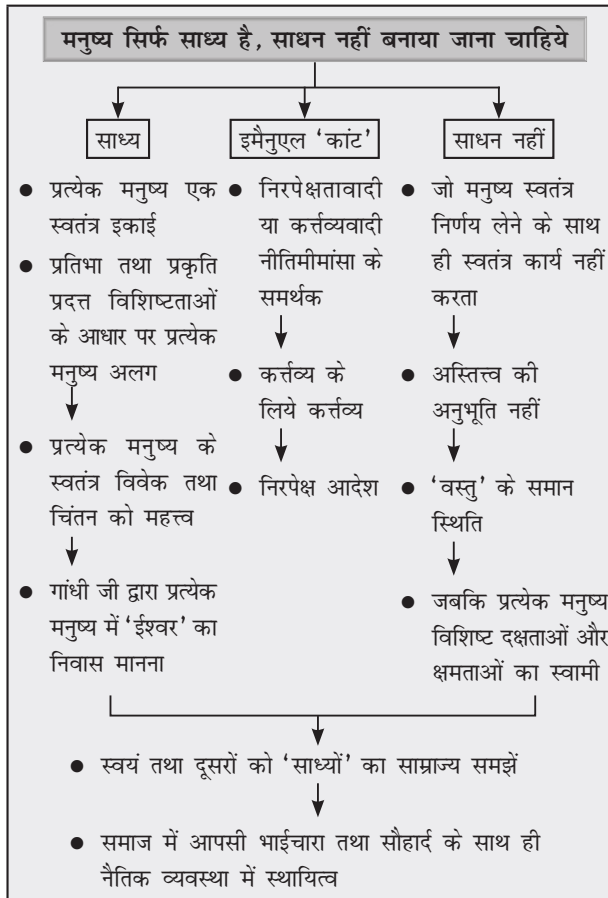 मनुष्य सिर्फ साध्य है, साधन नहीं बनाया जाना चाहिये
साध्य
● प्रत्येक मनुष्य एक
स्वतंत्र इकाई
● प्रतिभा तथा प्रकृति
प्रदत्त विशिष्टताओं
के आधार पर प्रत्येक
मनुष्य अलग
● प्रत्येक मनुष्य के
स्वतंत्र विवेक तथा
चिंतन को महत्त्व
● गांधी जी द्वारा प्रत्येक
मनुष्य में ‘ईश्वर’ का
निवास मानना
इमैनुएल ‘कांट’
● निरपेक्षतावादी
या कर्त्तव्यवादी
नीतिमीमांसा के
समर्थक
● कर्त्तव्य के
लिये कर्त्तव्य
● निरपेक्ष आदेश
साधन नहीं
● जो मनुष्य स्वतंत्र
निर्णय लेने के साथ
ही स्वतंत्र कार्य नहीं
करता
● अस्तित्त्व की
अनुभूति नहीं
● ‘वस्तु’ के समान
स्थिति
● जबकि प्रत्येक मनुष्य
विशिष्ट दक्षताओं और
क्षमताओं का स्वामी
● स्वयं तथा दूसरों को ‘साध्यों’ का साम्राज्य समझें
● समाज में आपसी भाईचारा तथा सौहार्द के साथ ही
नैतिक व्यवस्था में स्थायित्व